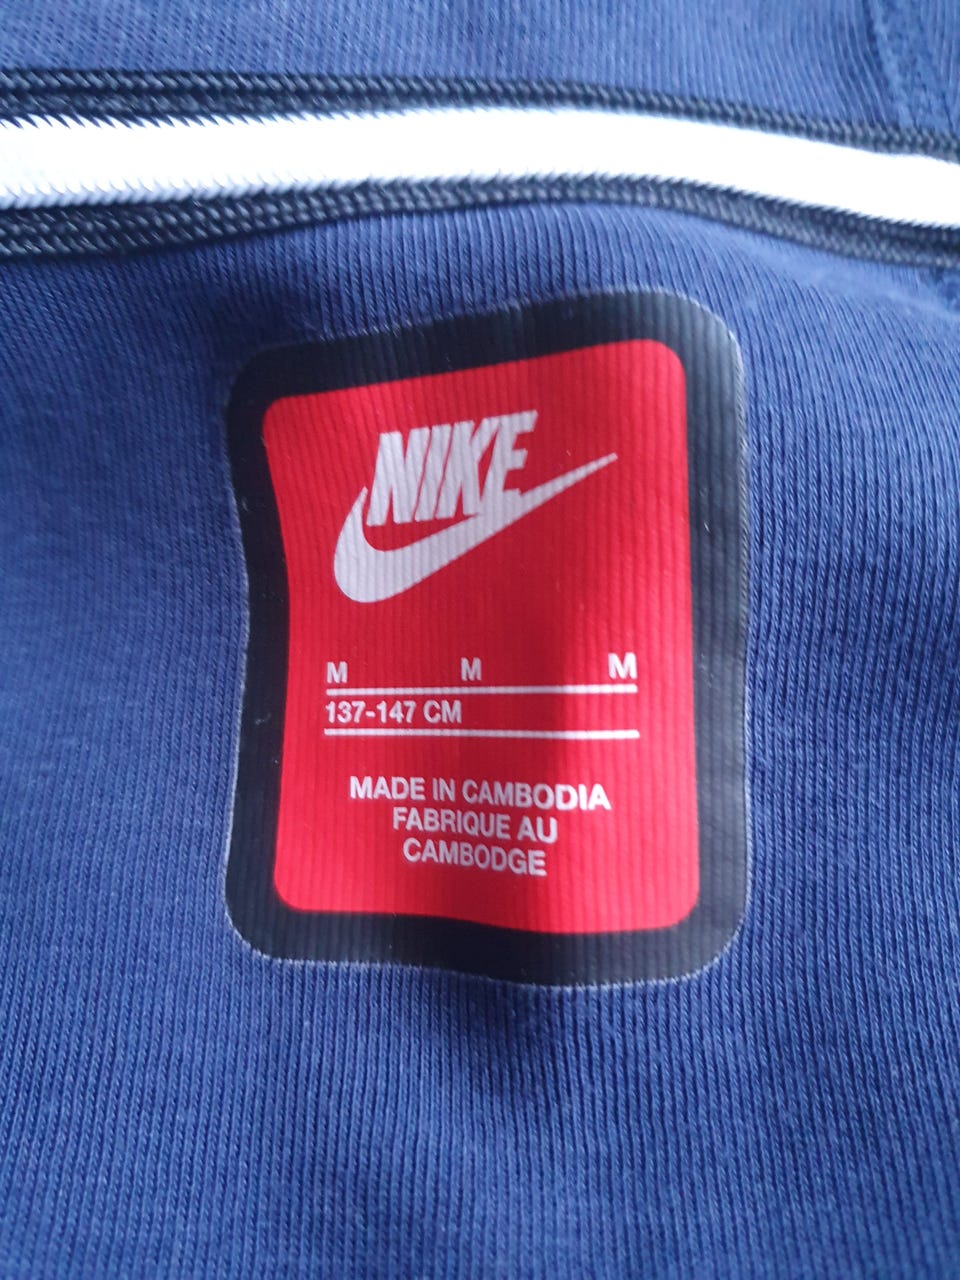 NIKE
M M M
137-147 CM
MADE IN CAMBODIA
FABRIQUE AU
CAMBODGE